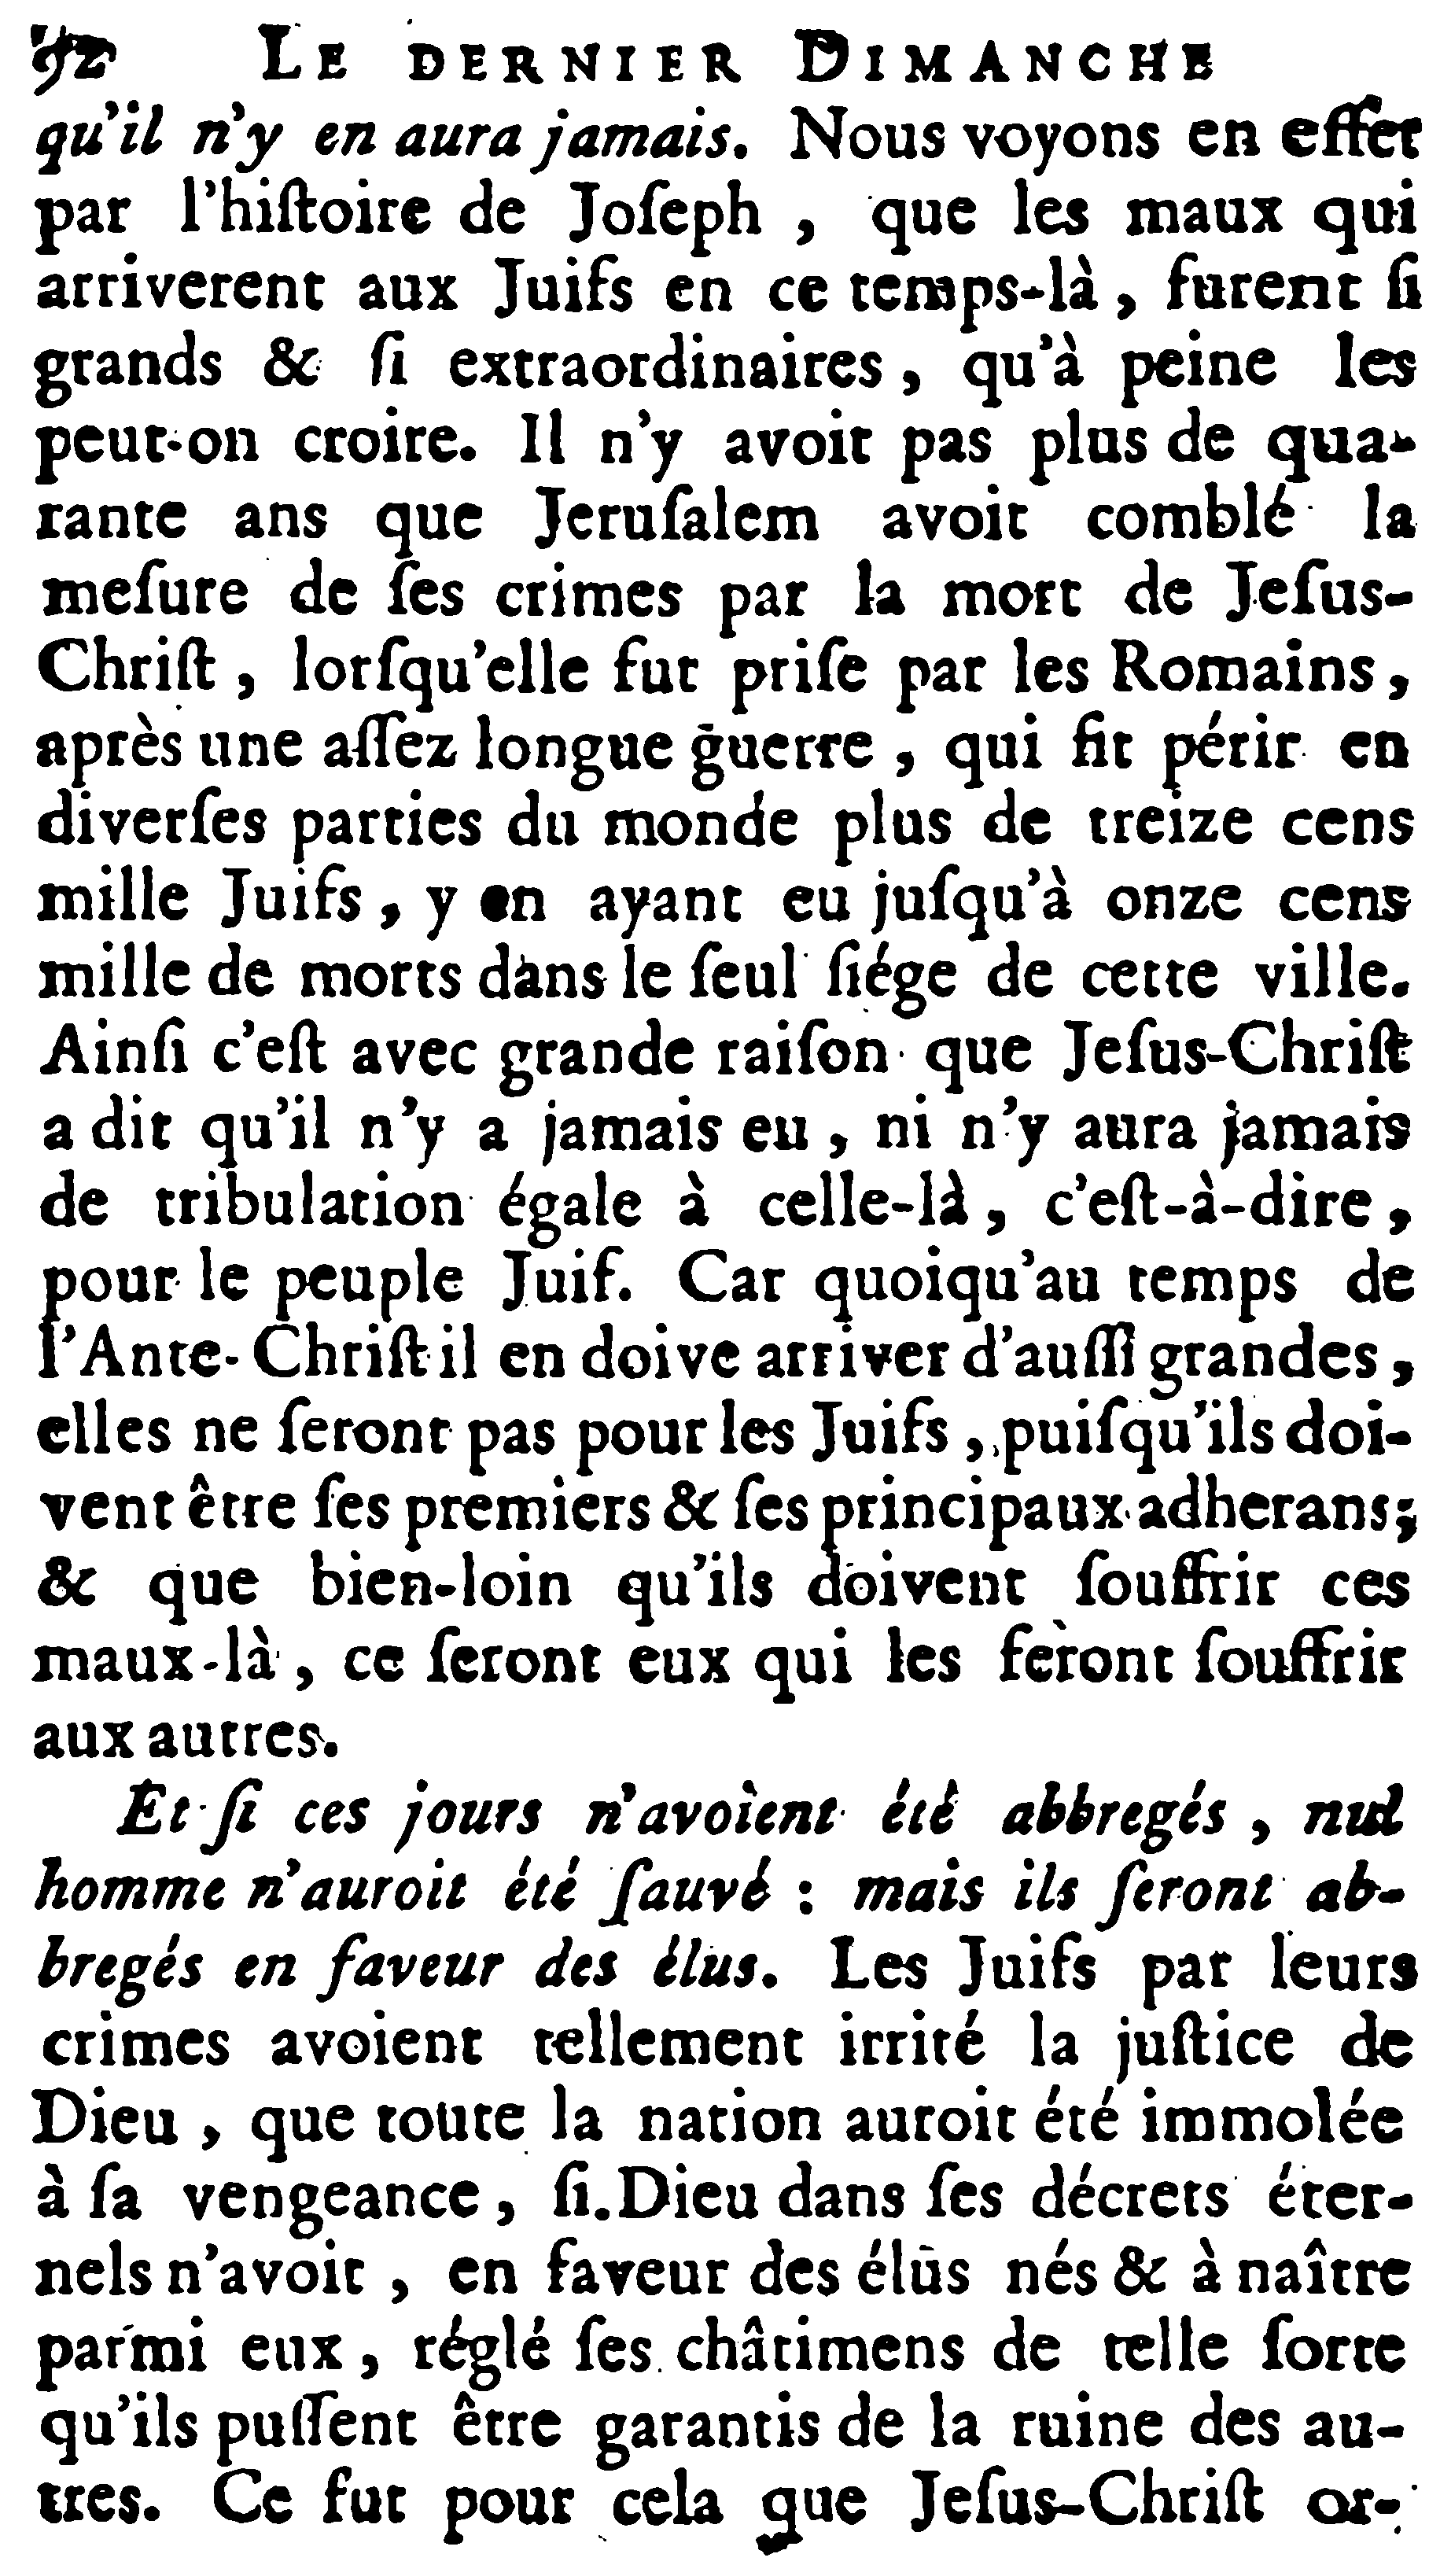 92 LE DERNIER DIMANCHE
qu'il n'y en aura jamais. Nous voyons en effet
par l'hiſtoire de Joſeph , que les maux qui
arriverent aux Juifs en ce temps-là , furent ſi
grands & ſi extraordinaires , qu'à peine les
peut-on croire. Il n'y avoit pas plus de qua-
rante ans que Jeruſalem avoit comblé la
meſure de ſes crimes par la mort de Jeſus-
Chriſt , lorſqu'elle fut priſe par les Romains ,
après une aſſez longue guerre , qui fit périr en
diverſes parties du monde plus de treize cens
mille Juifs , y en ayant eu juſqu'à onze cens
mille de morts dans le ſeul ſiége de cette ville.
Ainſi c'eſt avec grande raiſon que Jeſus-Chriſt
a dit qu'il n'y a jamais eu , ni n'y aura jamais
de tribulation égale à celle-là , c'eſt-à-dire ,
pour le peuple Juif. Car quoiqu'au temps de
l'Ante-Chriſt il en doive arriver d'auſſi grandes ,
elles ne ſeront pas pour les Juifs , puiſqu'ils doi-
vent être ſes premiers & ſes principaux adherans ;
& que bien-loin qu'ils doivent ſouffrir ces
maux-là , ce ſeront eux qui les feront ſouffrir
aux autres.
Et ſi ces jours n'avoient été abbregés , nul
homme n'auroit été ſauvé : mais ils ſeront ab-
bregés en faveur des élus. Les Juifs par leurs
crimes avoient tellement irrité la juſtice de
Dieu , que toute la nation auroit été immolée
à ſa vengeance , ſi Dieu dans ſes décrets éter-
nels n'avoit , en faveur des élûs nés & à naître
parmi eux , réglé ſes châtimens de telle ſorte
qu'ils puſſent être garantis de la ruine des au-
tres. Ce fut pour cela que Jeſus-Chriſt or-